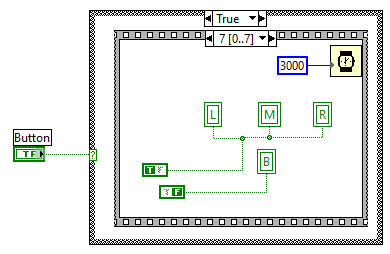 True
7 [0..7]
3000
L M R
Button
TF
?
B
T F
T F